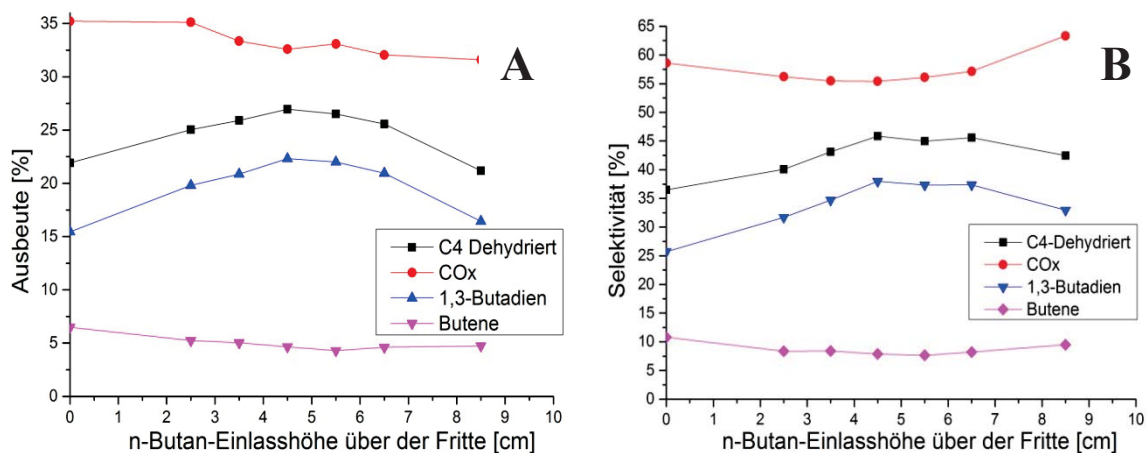 A
Ausbeute [%]
35
30
25
20
15
10
5
0
0 1 2 3 4 5 6 7 8 9 10
n-Butan-Einlasshöhe über der Fritte [cm]
C4 Dehydriert
COx
1,3-Butadien
Butene
B
Selektivität [%]
65
60
55
50
45
40
35
30
25
20
15
10
5
0
0 1 2 3 4 5 6 7 8 9 10
n-Butan-Einlasshöhe über der Fritte [cm]
C4-Dehydriert
COx
1,3-Butadien
Butene